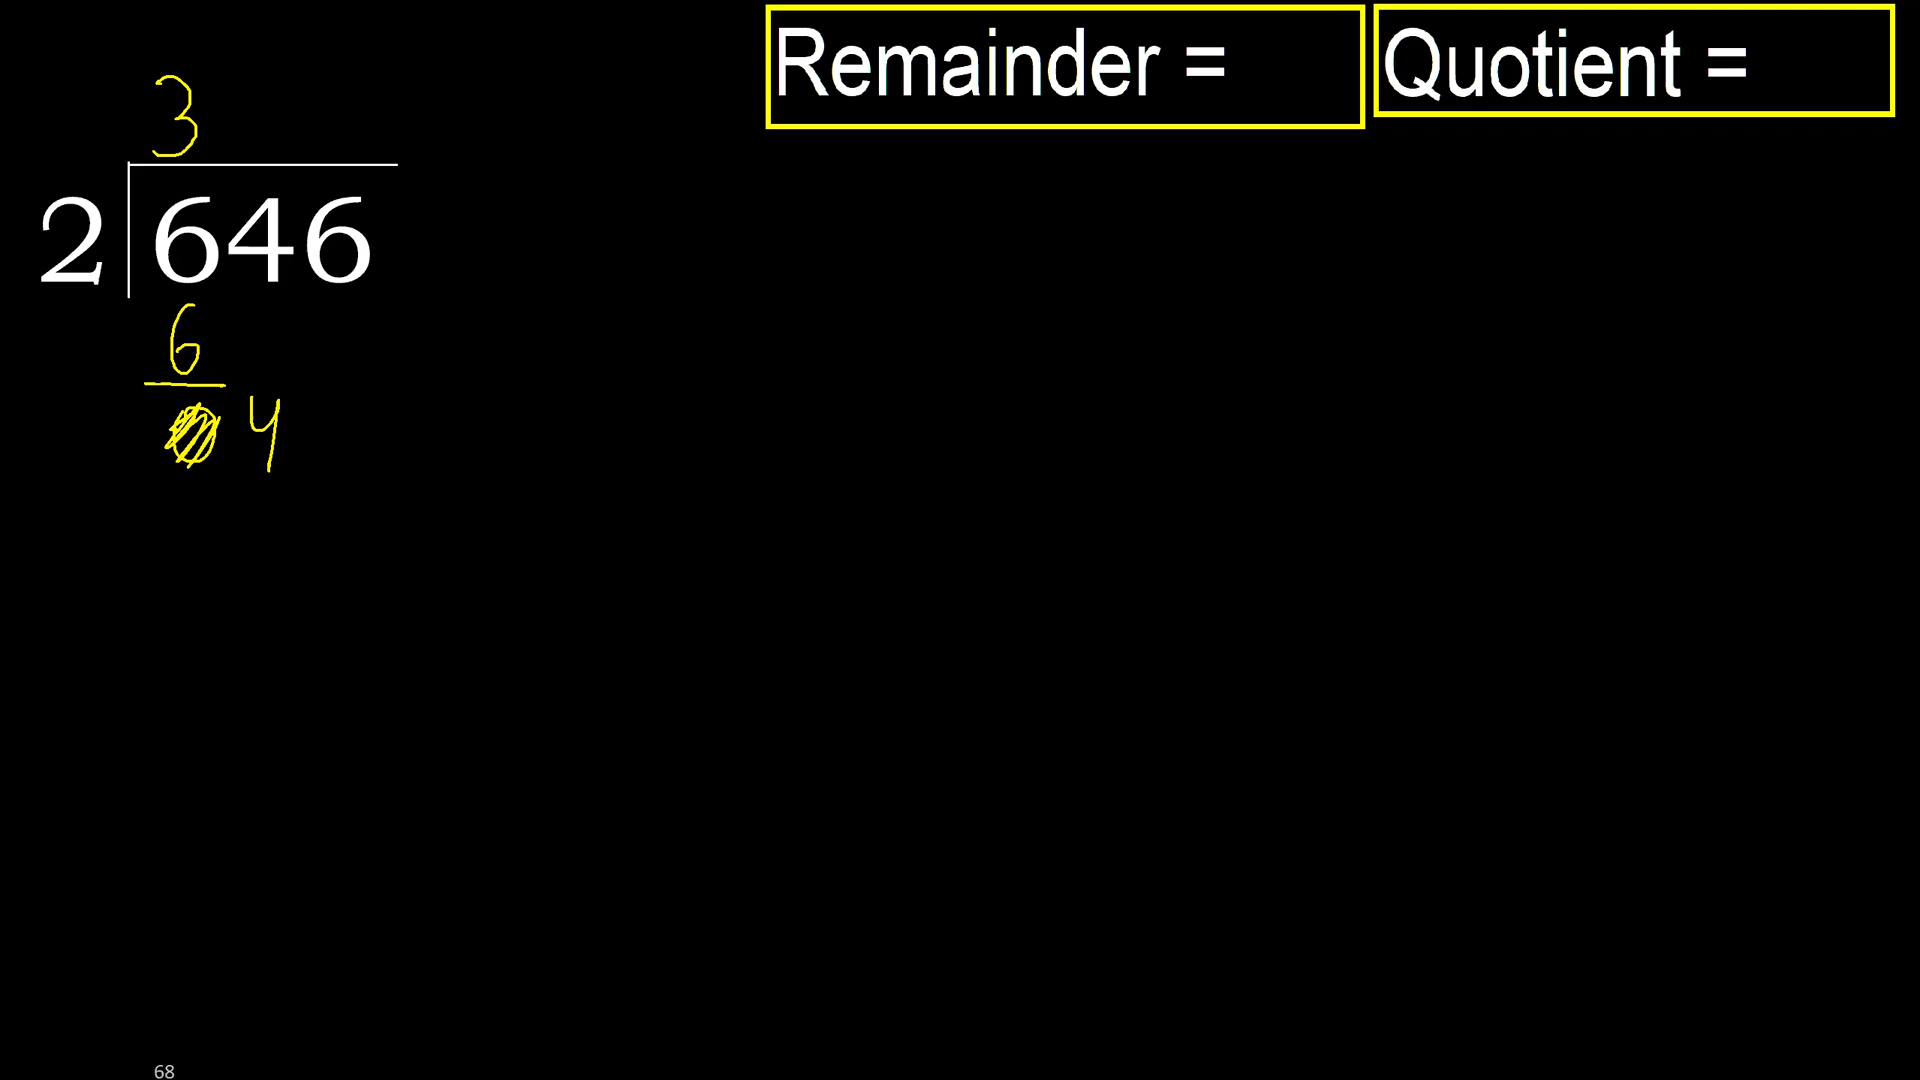 Remainder =
Quotient =
3
2 646
6
4
68